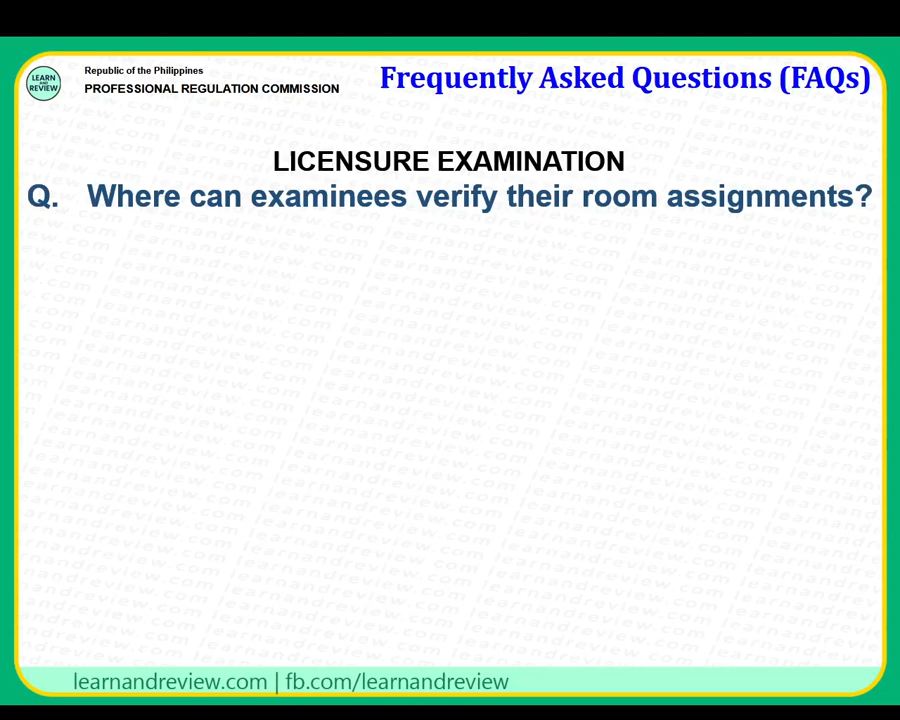 LEARN
AND
REVIEW
Republic of the Philippines
PROFESSIONAL REGULATION COMMISSION
Frequently Asked Questions (FAQs)
LICENSURE EXAMINATION
Q. Where can examinees verify their room assignments?
learnandreview.com | fb.com/learnandreview